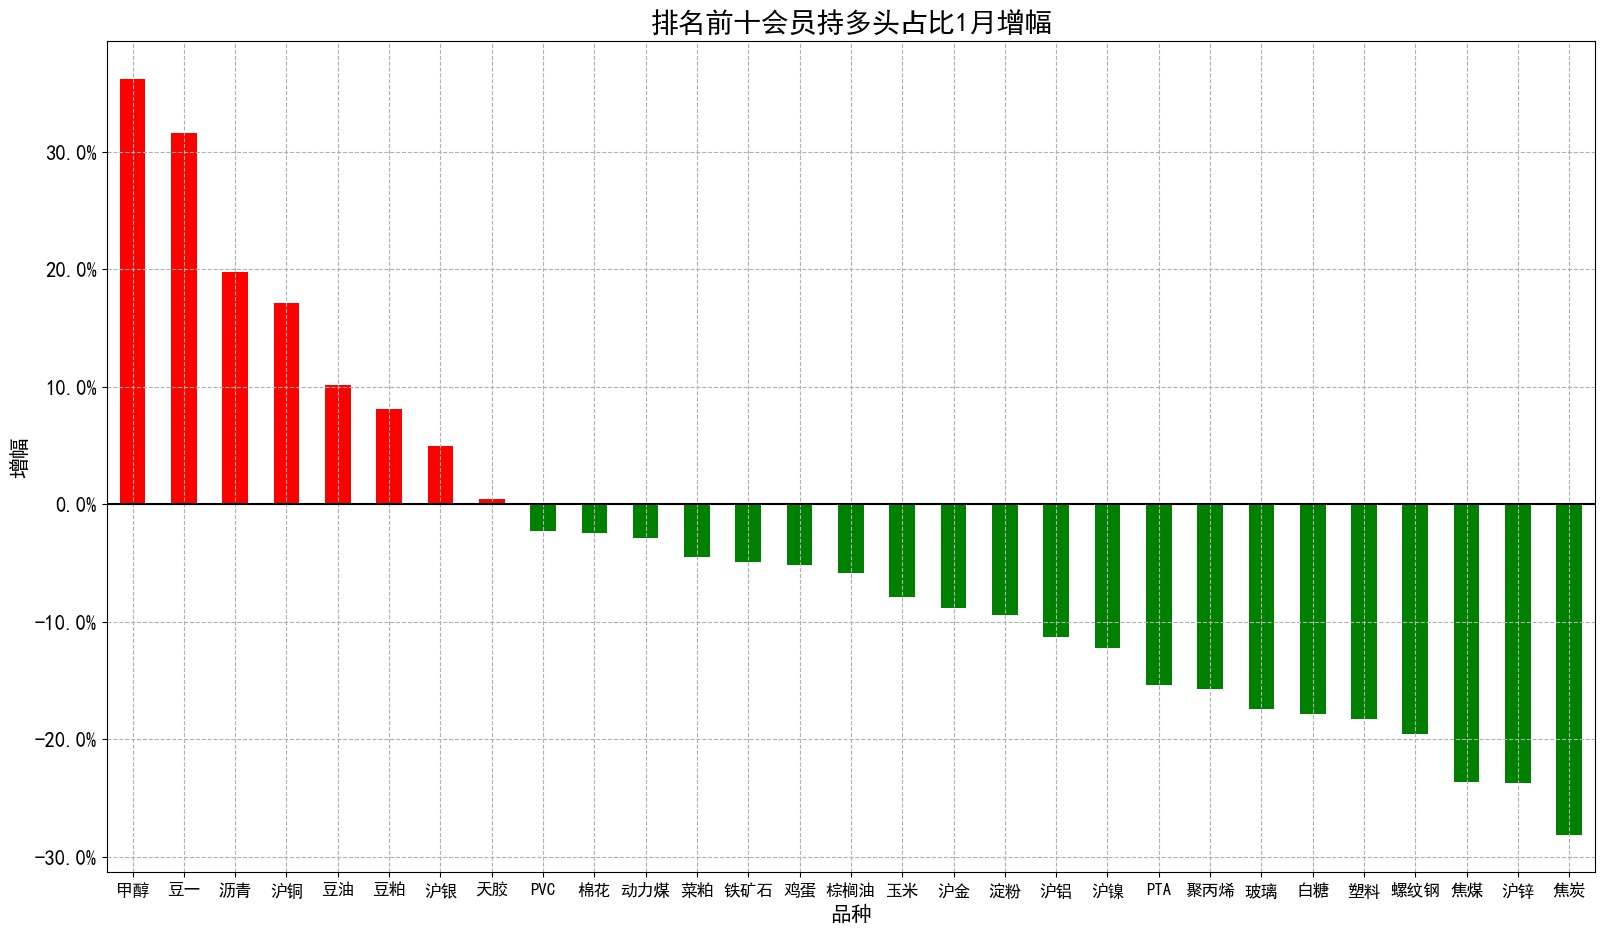 排名前十会员持多头占比1月增幅
增幅
30.0%
20.0%
10.0%
0.0%
−10.0%
−20.0%
−30.0%
甲醇 豆一 沥青 沪铜 豆油 豆粕 沪银 天胶 PVC 棉花 动力煤 菜粕 铁矿石 鸡蛋 棕榈油 玉米 沪金 淀粉 沪铝 沪镍 PTA 聚丙烯 玻璃 白糖 塑料 螺纹钢 焦煤 沪锌 焦炭
品种